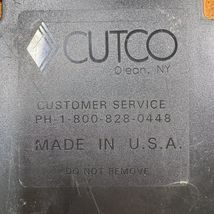 CUTCO
Olean, NY
CUSTOMER SERVICE
PH-1-800-828-0448
MADE IN U.S.A.
DO NOT REMOVE